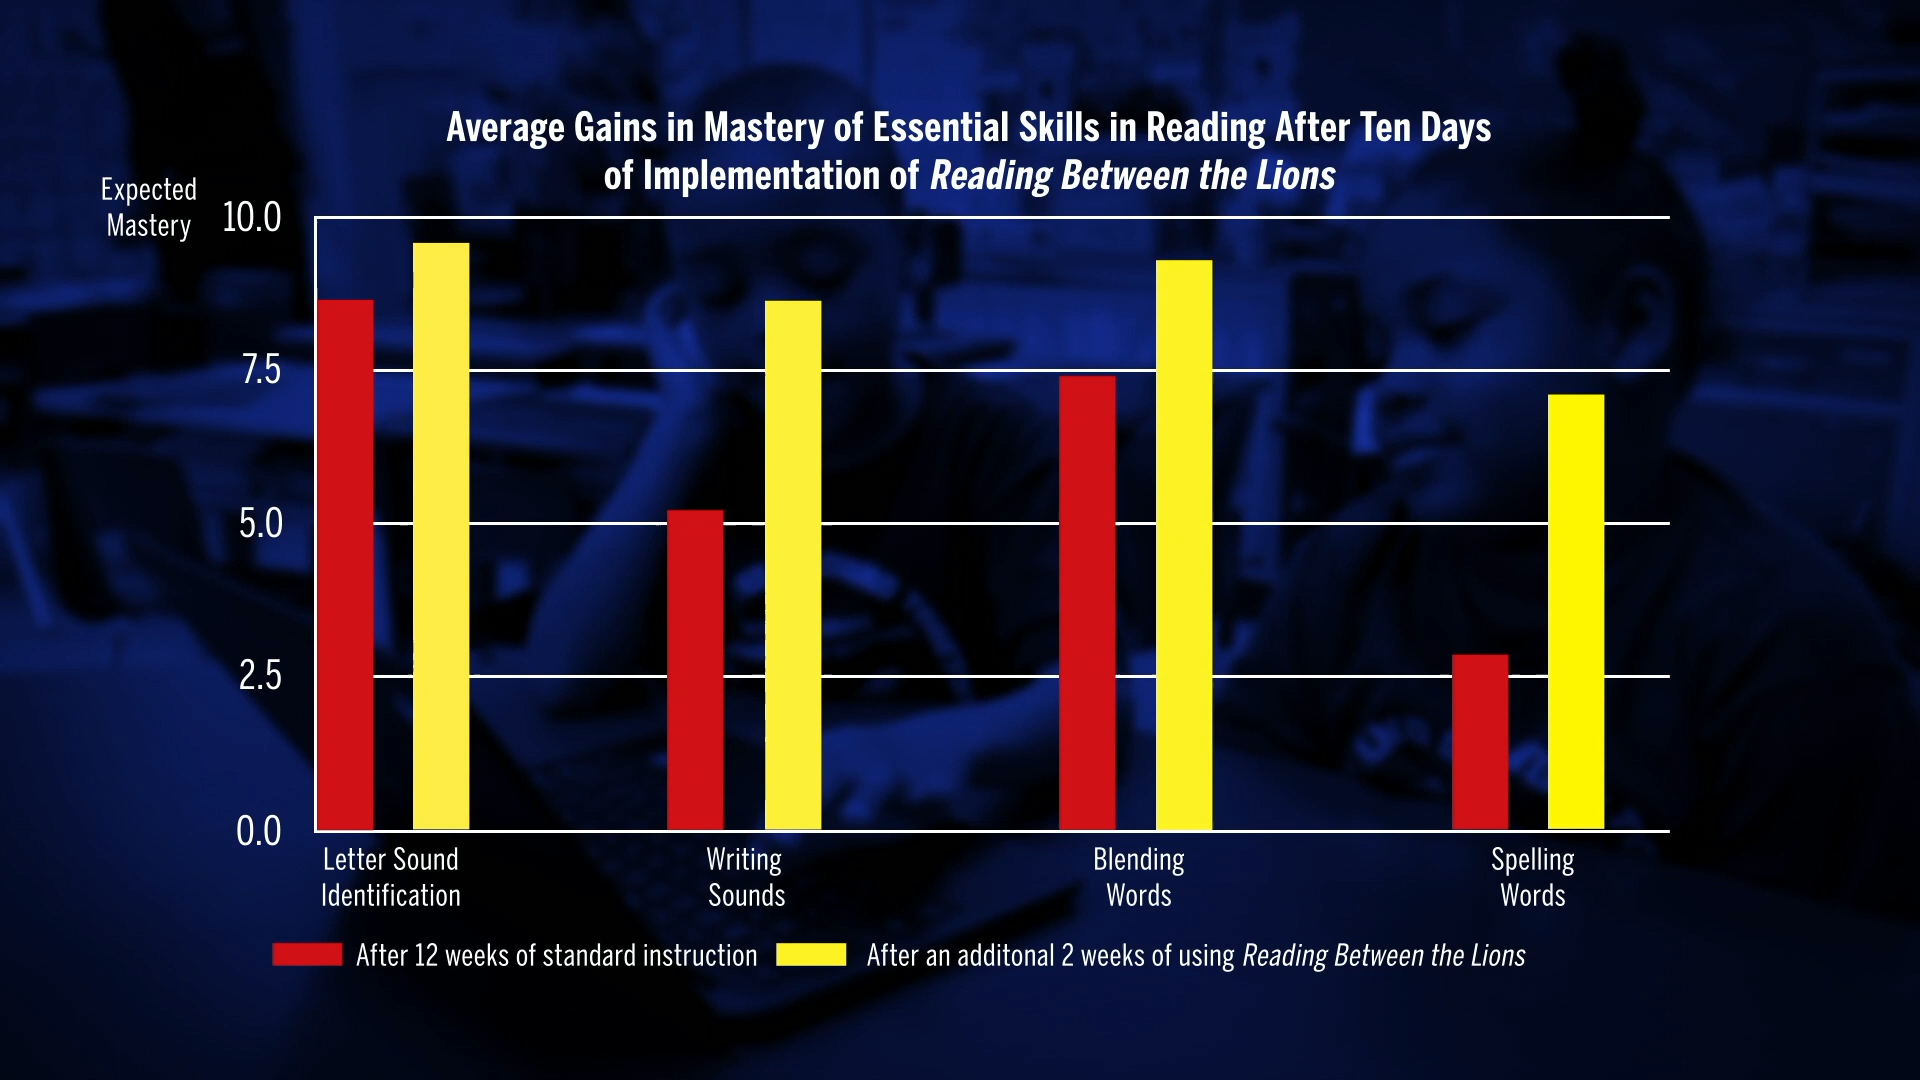 Average Gains in Mastery of Essential Skills in Reading After Ten Days
of Implementation of Reading Between the Lions
Expected
Mastery
10.0
7.5
5.0
2.5
0.0
Letter Sound
Identification
Writing
Sounds
Blending
Words
Spelling
Words
After 12 weeks of standard instruction
After an additonal 2 weeks of using Reading Between the Lions